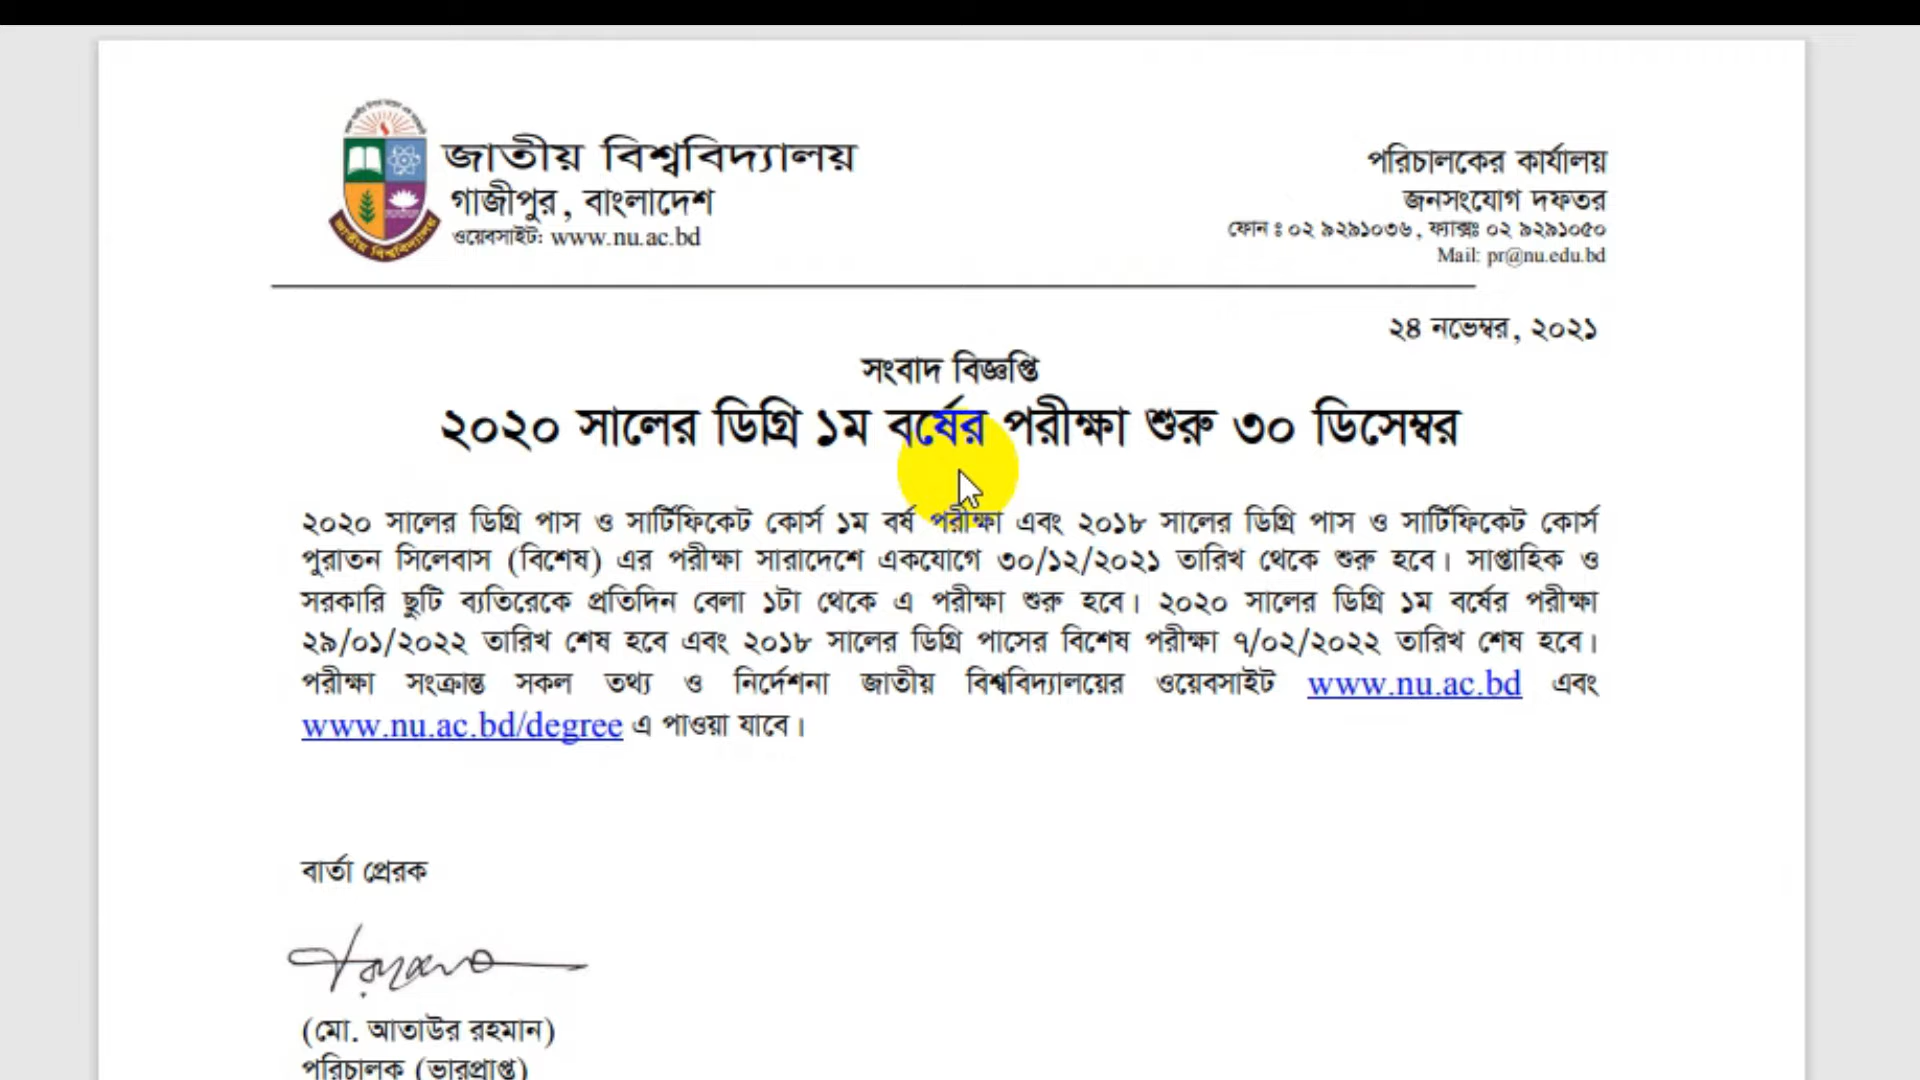 জাতীয় বিশ্ববিদ্যালয়
গাজীপুর, বাংলাদেশ
ওয়েবসাইট: www.nu.ac.bd
পরিচালকের কার্যালয়
জনসংযোগ দফতর
ফোন ঃ ০২ ৯২৯১০৩৬, ফ্যাক্সঃ ০২ ৯২৯১০৫০
Mail: pr@nu.edu.bd
২৪ নভেম্বর, ২০২১
সংবাদ বিজ্ঞপ্তি
২০২০ সালের ডিগ্রি ১ম বর্ষের পরীক্ষা শুরু ৩০ ডিসেম্বর
২০২০ সালের ডিগ্রি পাস ও সার্টিফিকেট কোর্স ১ম বর্ষ পরীক্ষা এবং ২০১৮ সালের ডিগ্রি পাস ও সার্টিফিকেট কোর্স
পুরাতন সিলেবাস (বিশেষ) এর পরীক্ষা সারাদেশে একযোগে ৩০/১২/২০২১ তারিখ থেকে শুরু হবে। সাপ্তাহিক ও
সরকারি ছুটি ব্যতিরেকে প্রতিদিন বেলা ১টা থেকে এ পরীক্ষা শুরু হবে। ২০২০ সালের ডিগ্রি ১ম বর্ষের পরীক্ষা
২৯/০১/২০২২ তারিখ শেষ হবে এবং ২০১৮ সালের ডিগ্রি পাসের বিশেষ পরীক্ষা ৭/০২/২০২২ তারিখ শেষ হবে।
পরীক্ষা সংক্রান্ত সকল তথ্য ও নির্দেশনা জাতীয় বিশ্ববিদ্যালয়ের ওয়েবসাইট www.nu.ac.bd এবং
www.nu.ac.bd/degree এ পাওয়া যাবে।
বার্তা প্রেরক
(মো. আতাউর রহমান)
পরিচালক (ভারপ্রাপ্ত)